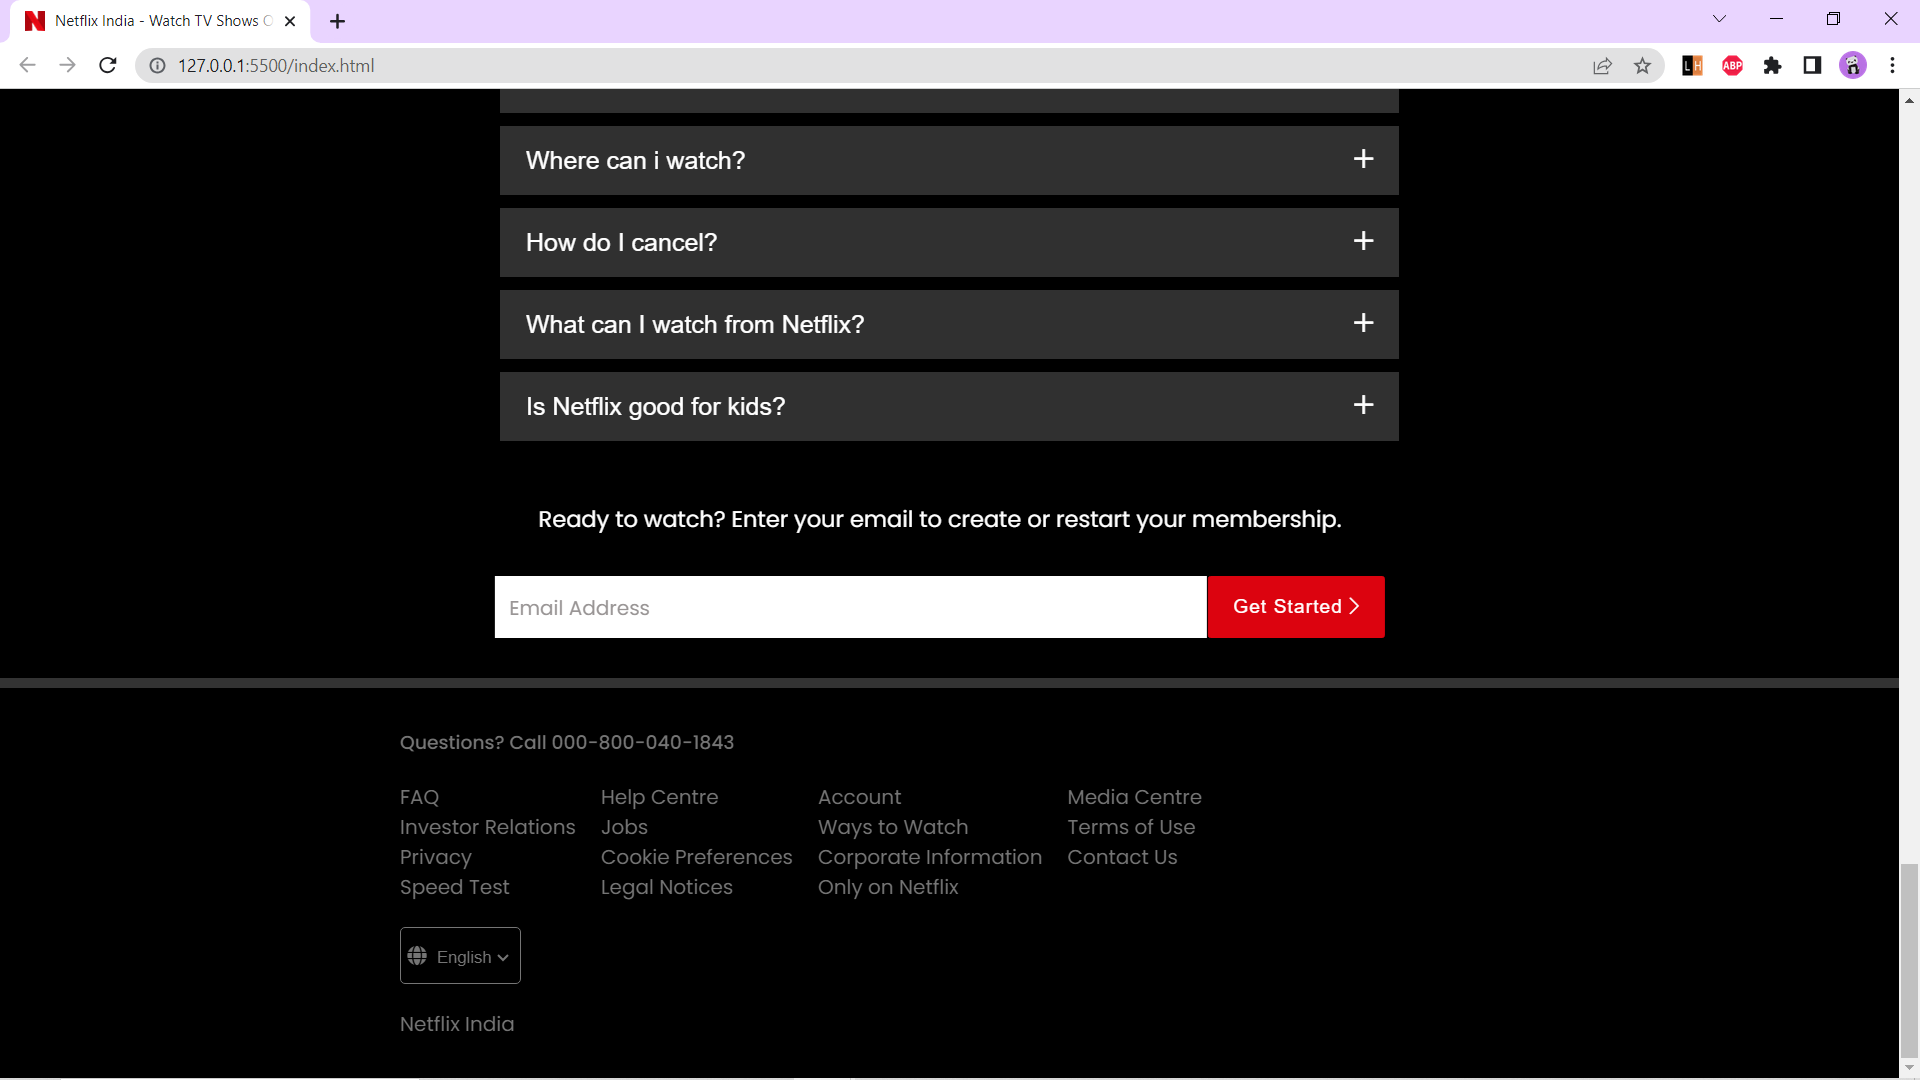 Netflix India - Watch TV Shows O
127.0.0.1:5500/index.html
LH
ABP
Where can i watch?
How do I cancel?
What can I watch from Netflix?
Is Netflix good for kids?
Ready to watch? Enter your email to create or restart your membership.
Email Address
Get Started
Questions? Call 000-800-040-1843
FAQ Help Centre Account Media Centre
Investor Relations Jobs Ways to Watch Terms of Use
Privacy Cookie Preferences Corporate Information Contact Us
Speed Test Legal Notices Only on Netflix
English
Netflix India